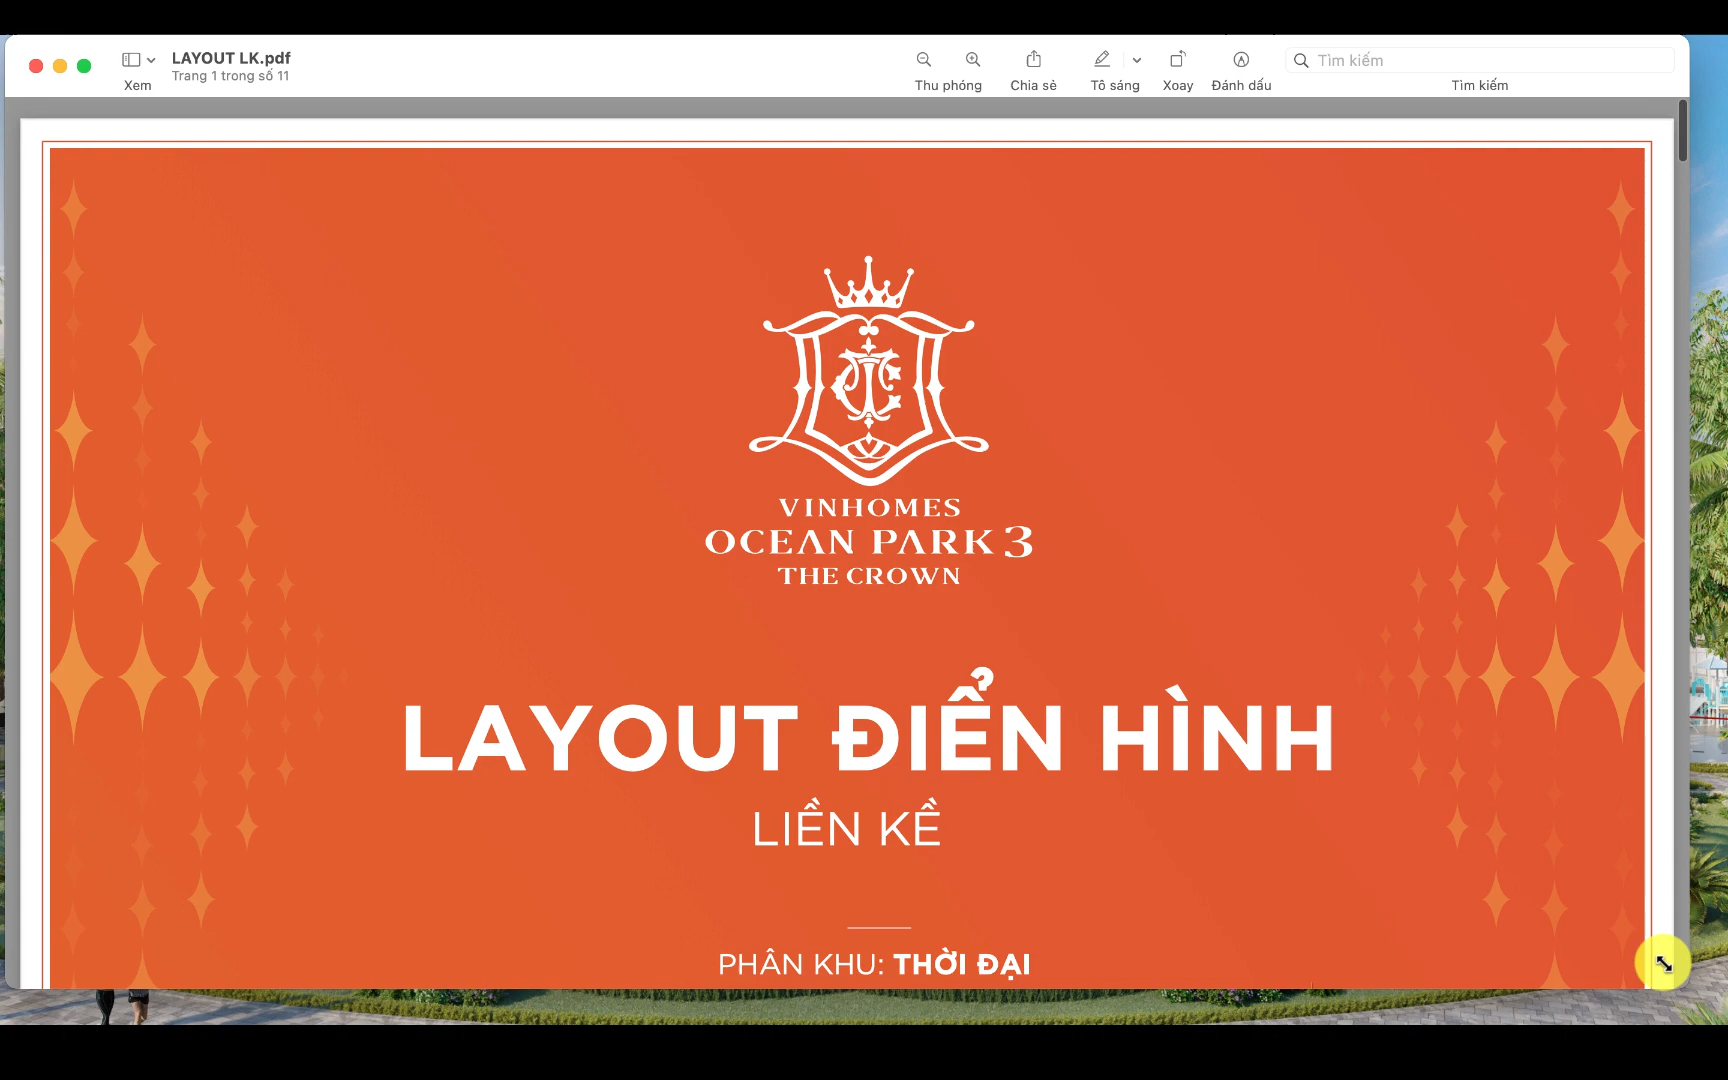 LAYOUT LK.pdf
Trang 1 trong số 11
Xem
Thu phóng
Chia sẻ
Tô sáng
Xoay
Đánh dấu
Tìm kiếm
Tìm kiếm
VINHOMES
OCEAN PARK 3
THE CROWN
LAYOUT ĐIỂN HÌNH
LIỀN KỀ
PHÂN KHU: THỜI ĐẠI